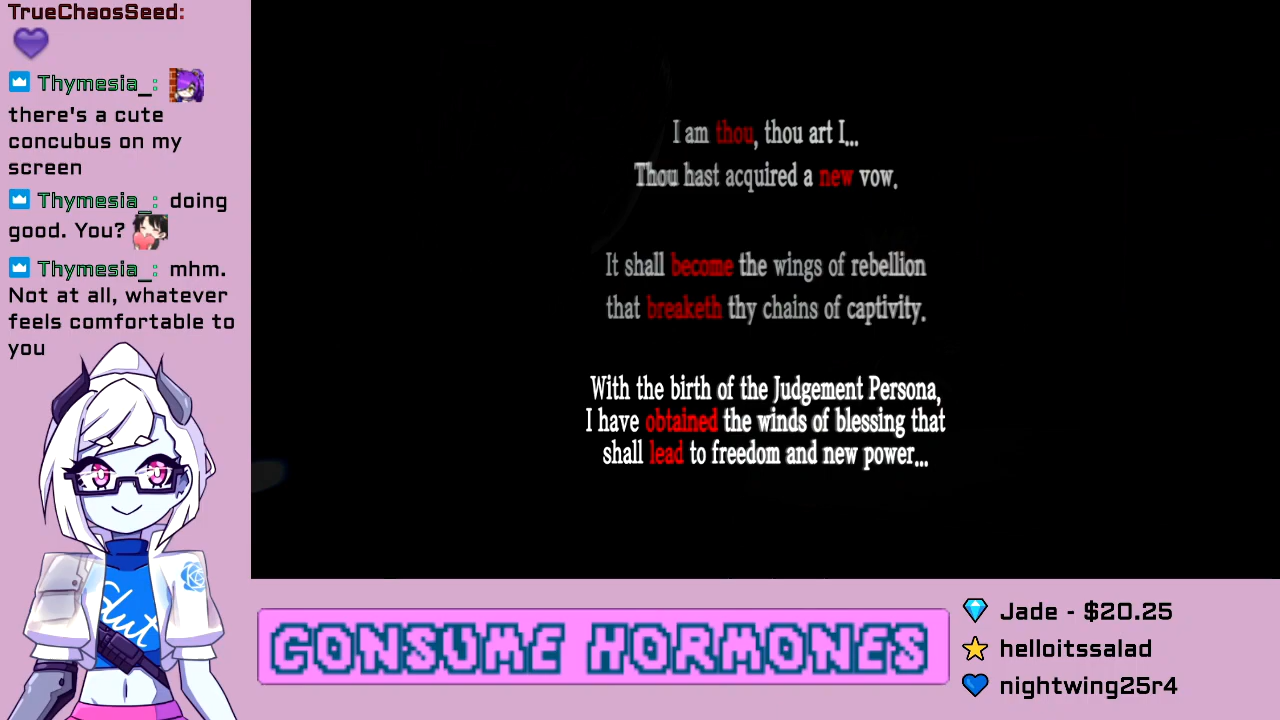 TrueChaosSeed:
Thymesia_:
there's a cute
concubus on my
screen
Thymesia_: doing
good. You?
Thymesia_: mhm.
Not at all, whatever
feels comfortable to
you
I am thou, thou art I...
Thou hast acquired a new vow.
It shall become the wings of rebellion
that breaketh thy chains of captivity.
With the birth of the Judgement Persona,
I have obtained the winds of blessing that
shall lead to freedom and new power...
CONSUME HORMONES
Jade - $20.25
helloitssalad
nightwing25r4